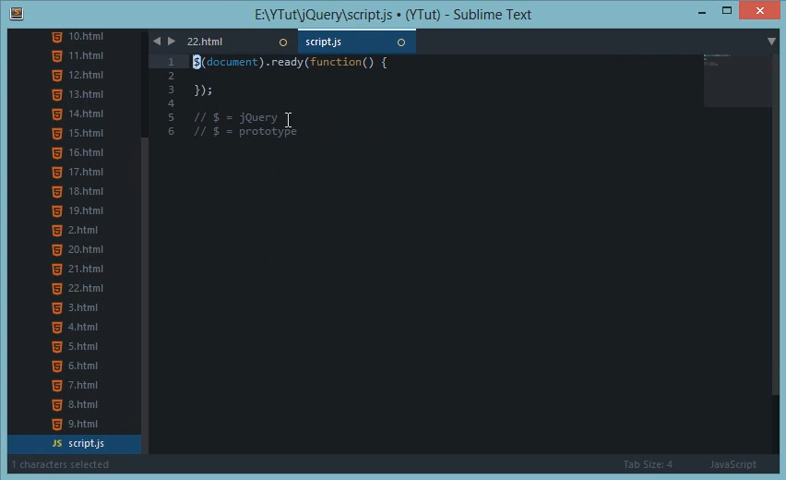 E:\YTut\jQuery\script.js • (YTut) - Sublime Text
10.html
11.html
12.html
13.html
14.html
15.html
16.html
17.html
18.html
19.html
2.html
20.html
21.html
22.html
3.html
4.html
5.html
6.html
7.html
8.html
9.html
JS script.js
22.html
script.js
1 $(document).ready(function() {
2
3 });
4
5 // $ = jQuery
6 // $ = prototype
1 characters selected
Tab Size: 4
JavaScript